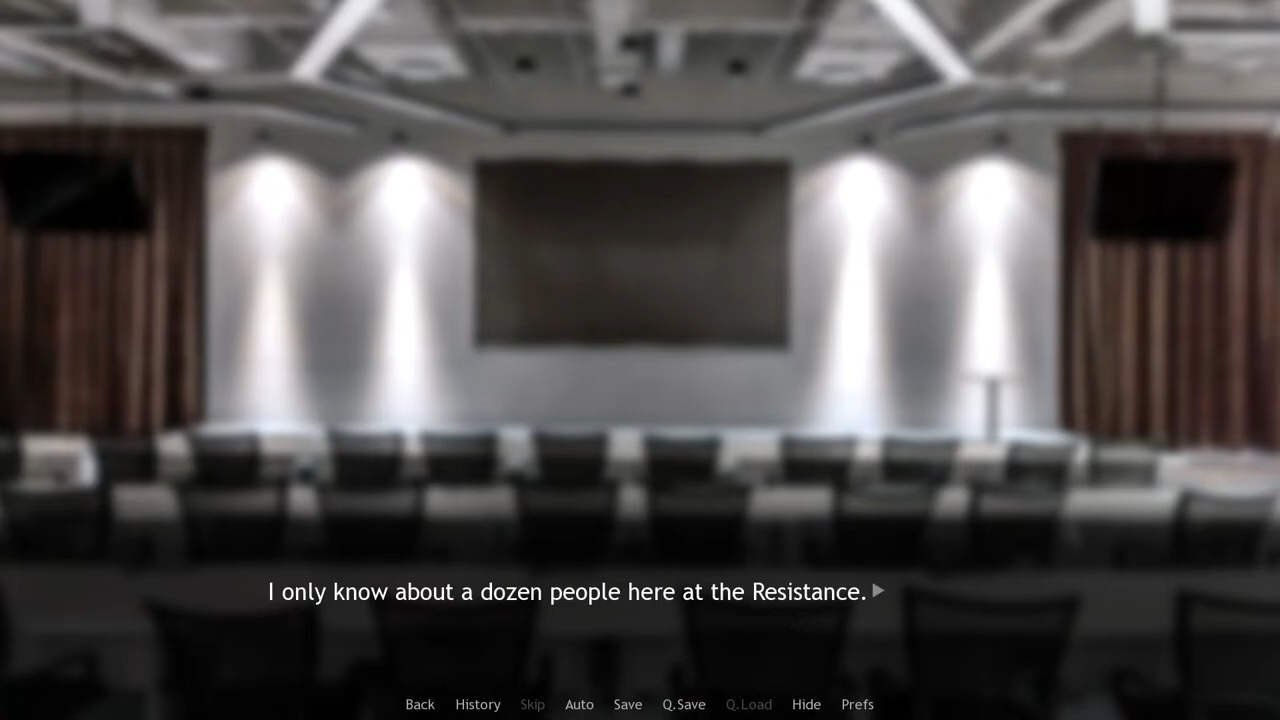 I only know about a dozen people here at the Resistance.
Back History Skip Auto Save Q.Save Q.Load Hide Prefs